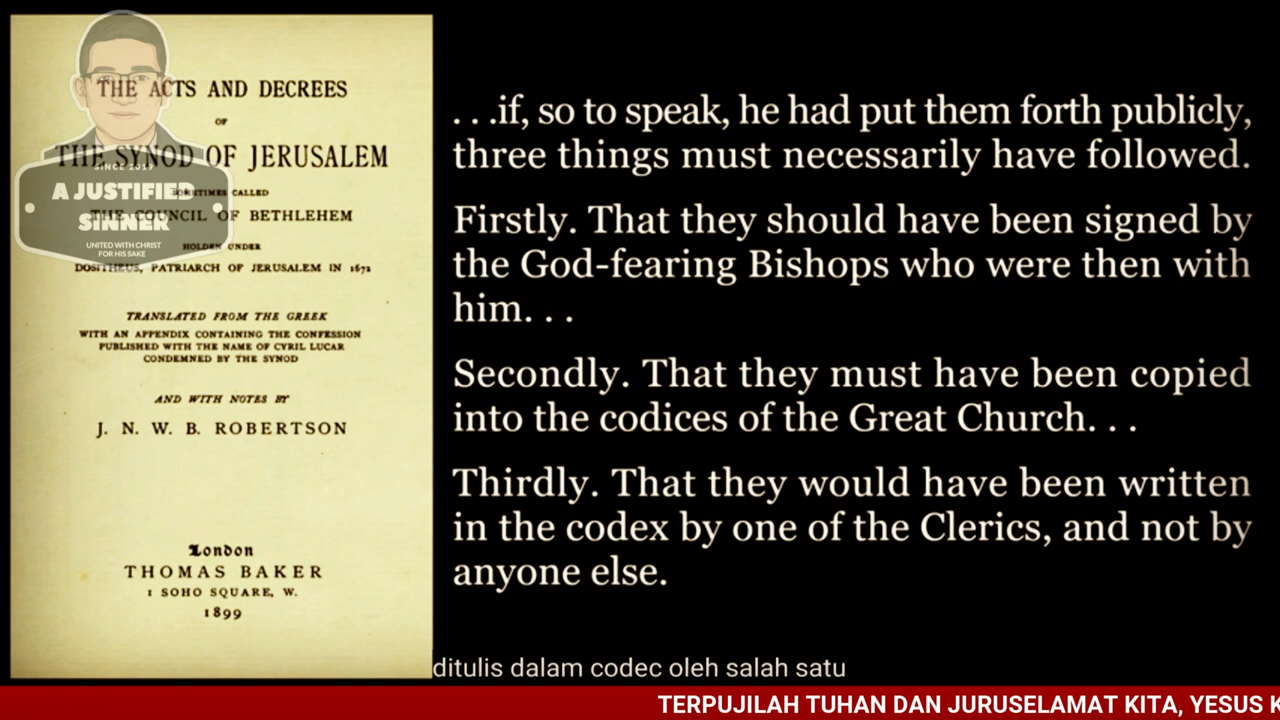 THE ACTS AND DECREES
OF
THE SYNOD OF JERUSALEM
SOMETIMES CALLED
THE COUNCIL OF BETHLEHEM
HOLDEN UNDER
DOSITHEUS, PATRIARCH OF JERUSALEM IN 1672
TRANSLATED FROM THE GREEK
WITH AN APPENDIX CONTAINING THE CONFESSION
PUBLISHED WITH THE NAME OF CYRIL LUCAR
CONDEMNED BY THE SYNOD
AND WITH NOTES BY
J. N. W. B. ROBERTSON
London
THOMAS BAKER
1 SOHO SQUARE, W.
1899
SINCE 2019
A JUSTIFIED
SINNER
UNITED WITH CHRIST
FOR HIS SAKE
. . .if, so to speak, he had put them forth publicly,
three things must necessarily have followed.
Firstly. That they should have been signed by
the God-fearing Bishops who were then with
him. . .
Secondly. That they must have been copied
into the codices of the Great Church. . .
Thirdly. That they would have been written
in the codex by one of the Clerics, and not by
anyone else.
ditulis dalam codec oleh salah satu
TERPUJILAH TUHAN DAN JURUSELAMAT KITA, YESUS K